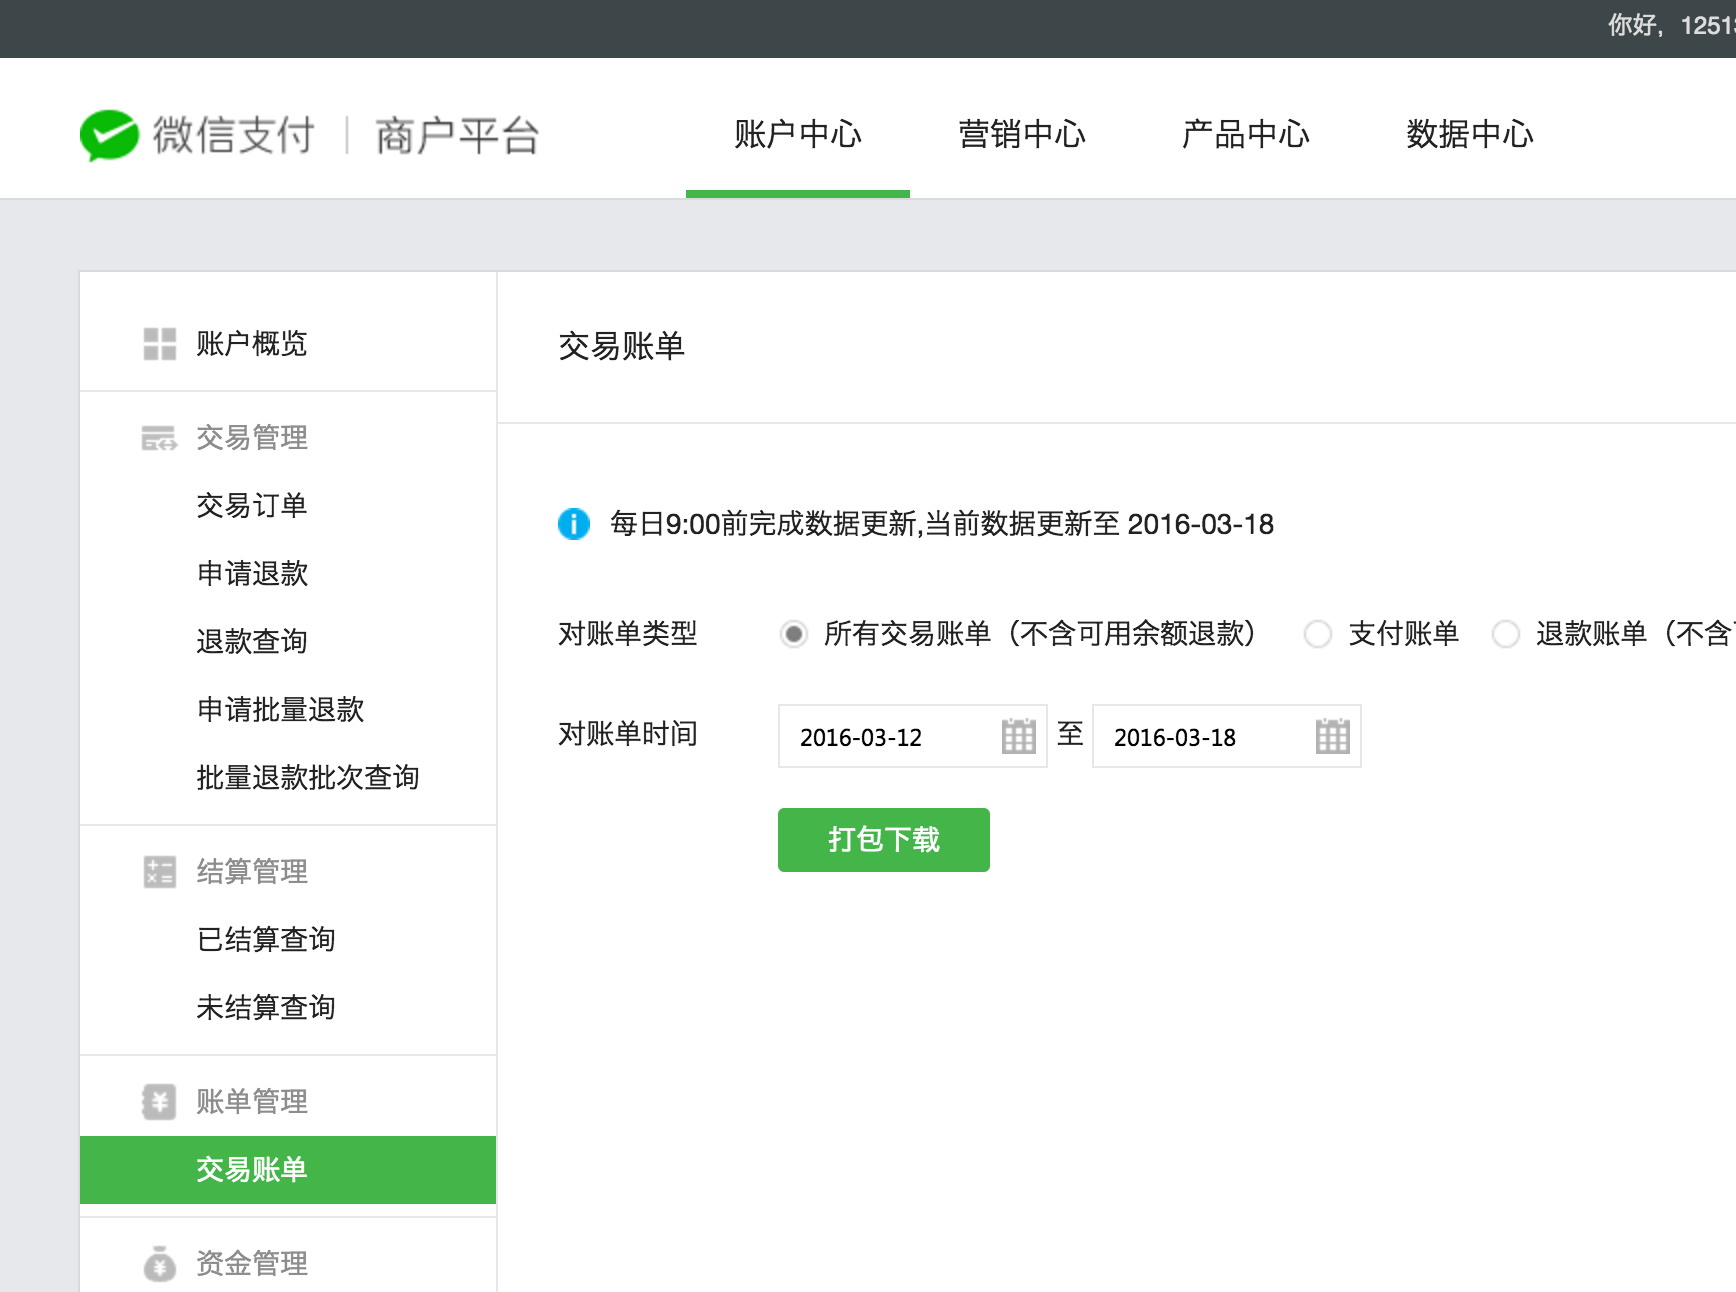 你好，1251
微信支付 | 商户平台
账户中心 营销中心 产品中心 数据中心
账户概览
交易管理
交易订单
申请退款
退款查询
申请批量退款
批量退款批次查询
结算管理
已结算查询
未结算查询
账单管理
交易账单
资金管理
交易账单
每日9:00前完成数据更新,当前数据更新至 2016-03-18
对账单类型 所有交易账单（不含可用余额退款） 支付账单 退款账单（不含
对账单时间 2016-03-12 至 2016-03-18
打包下载